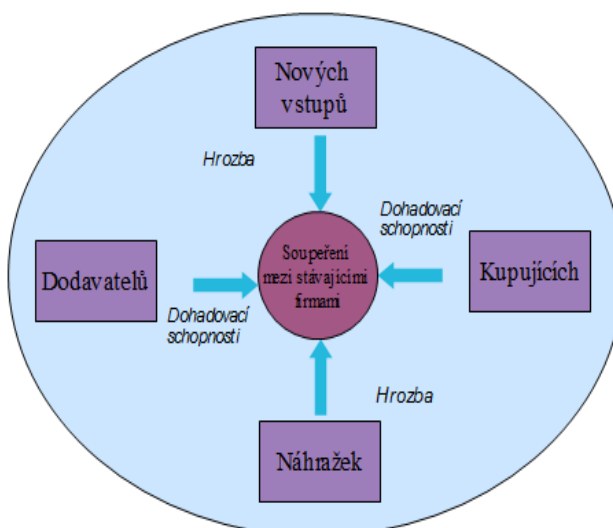 Nových
vstupů
Hrozba
Dohadovací
schopnosti
Dodavatelů
Soupeření
mezi stávajícími
firmami
Kupujících
Dohadovací
schopnosti
Hrozba
Náhražek